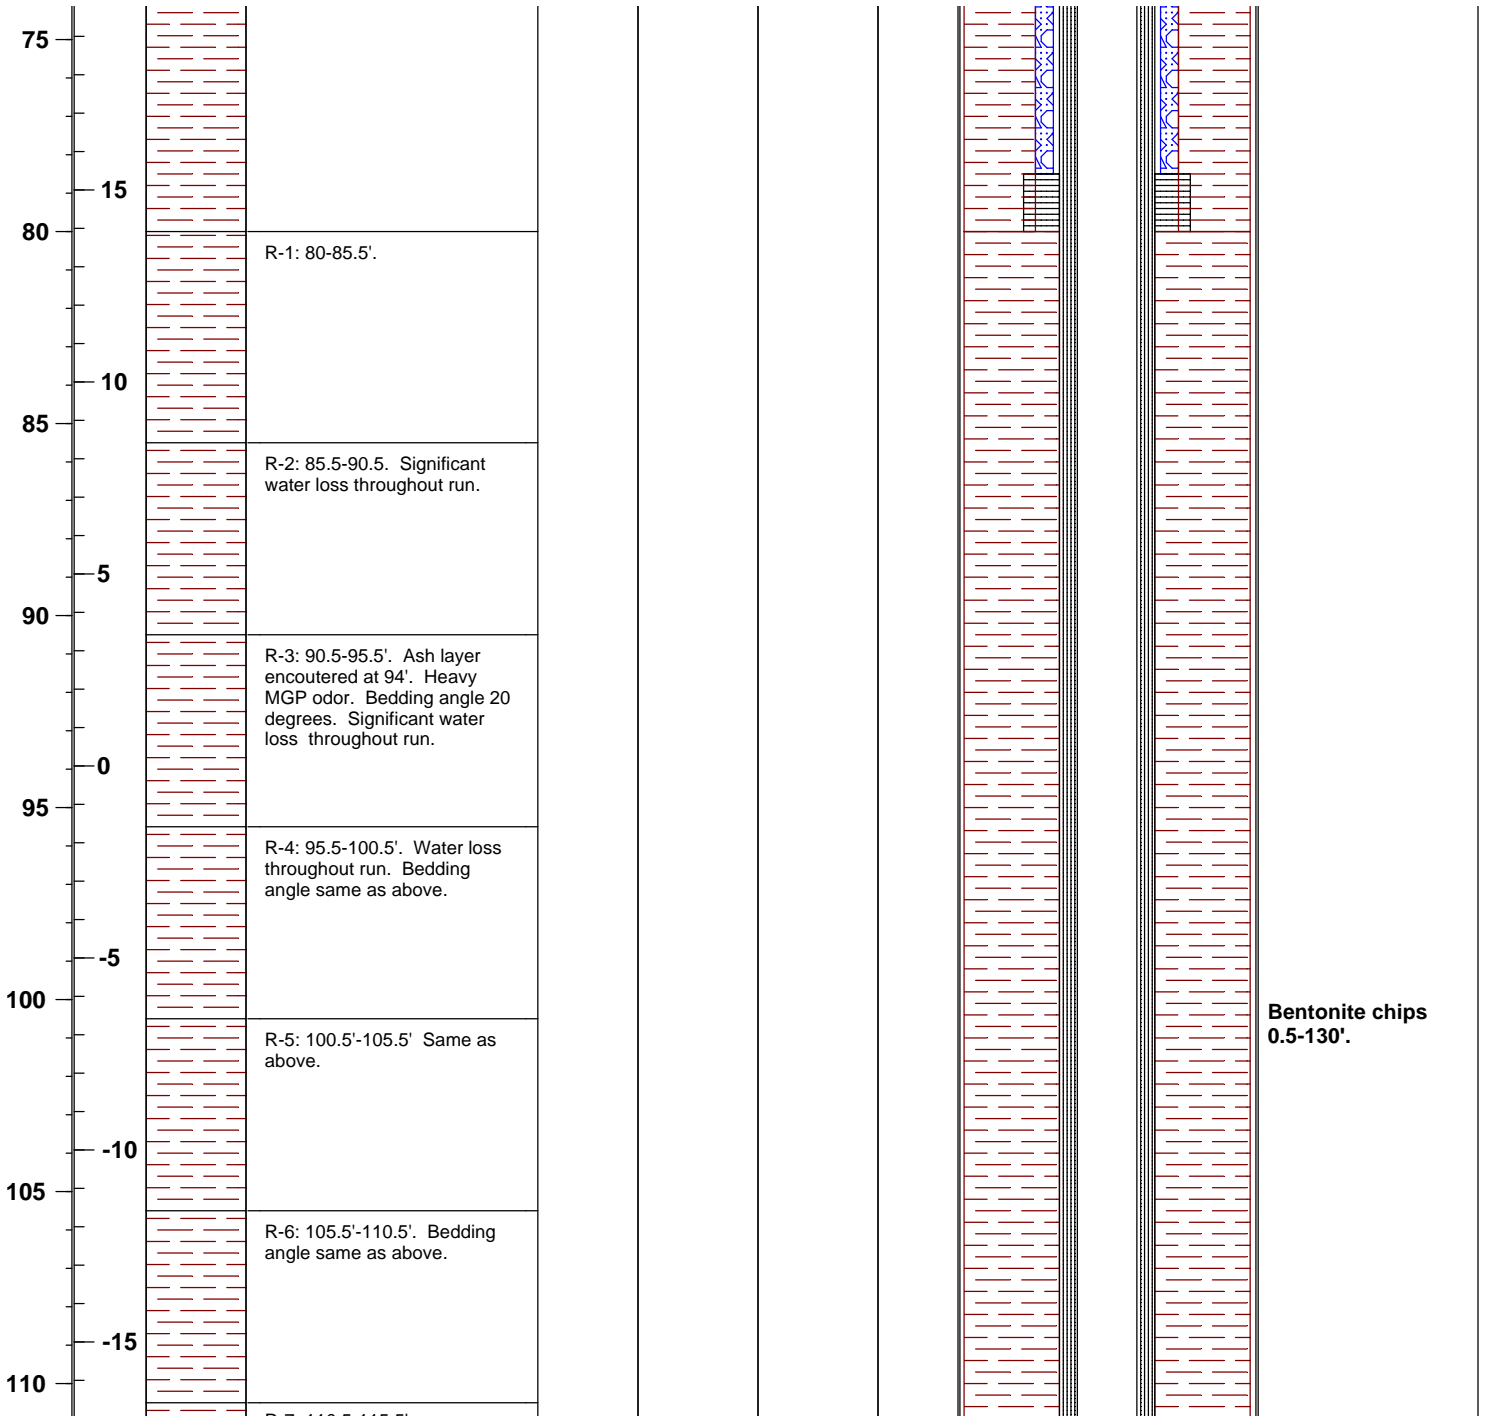 75
15
80
R-1: 80-85.5'.
10
85
R-2: 85.5-90.5. Significant
water loss throughout run.
5
90
R-3: 90.5-95.5'. Ash layer
encoutered at 94'. Heavy
MGP odor. Bedding angle 20
degrees. Significant water
loss throughout run.
0
95
R-4: 95.5-100.5'. Water loss
throughout run. Bedding
angle same as above.
-5
100
Bentonite chips
0.5-130'.
R-5: 100.5'-105.5' Same as
above.
-10
105
R-6: 105.5'-110.5'. Bedding
angle same as above.
-15
110